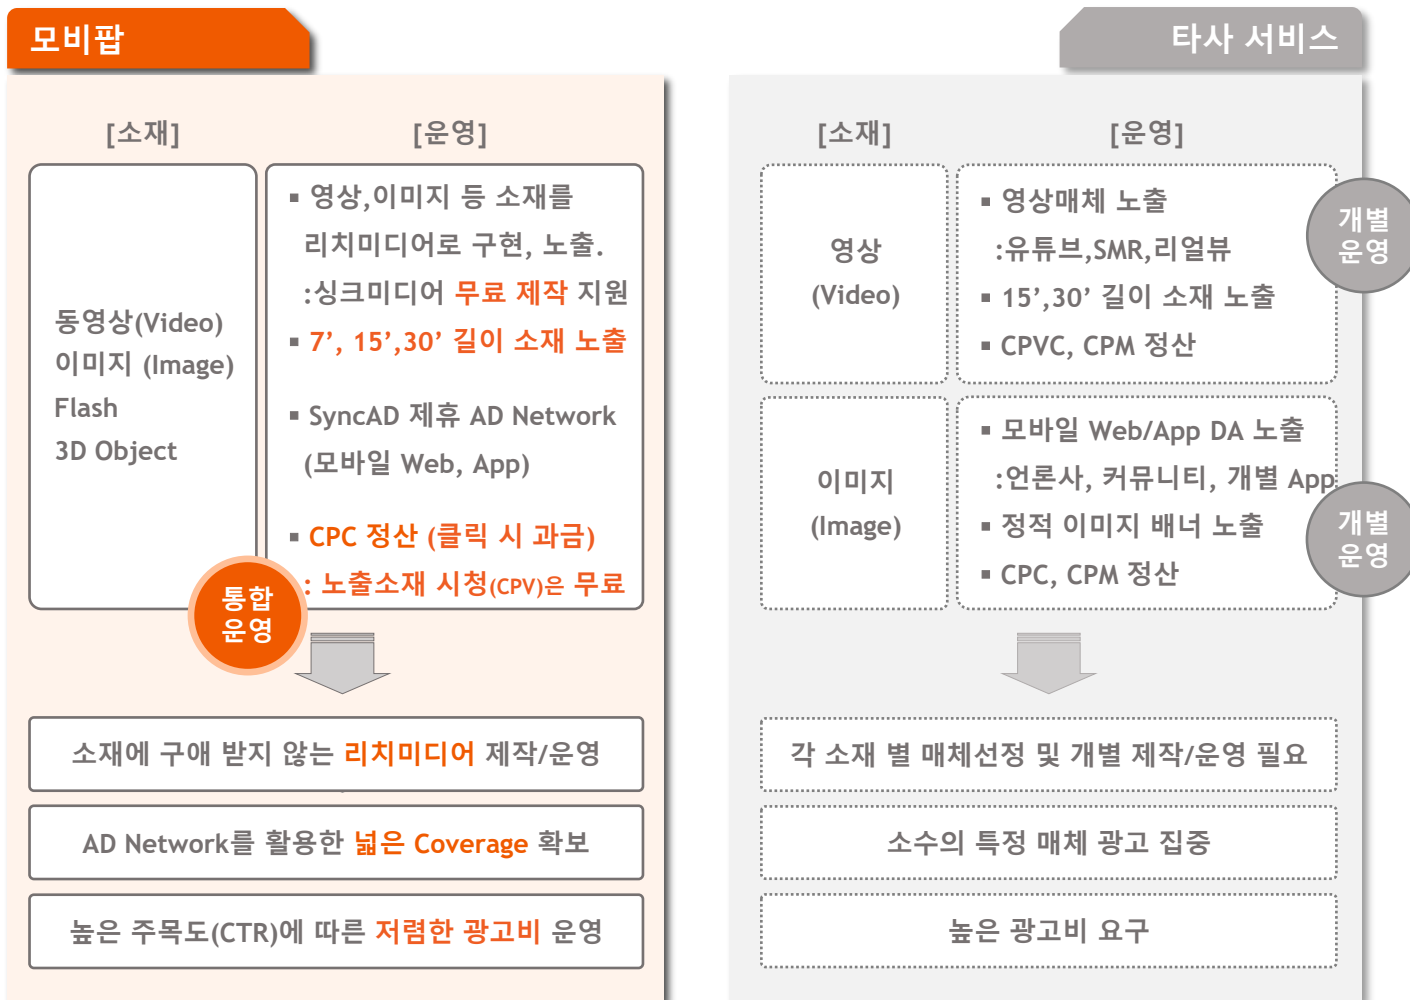 모비팝
[소재]
[운영]
동영상(Video)
이미지 (Image)
Flash
3D Object
▪ 영상,이미지 등 소재를
리치미디어로 구현, 노출.
:싱크미디어 무료 제작 지원
▪ 7’, 15’,30’ 길이 소재 노출
▪ SyncAD 제휴 AD Network
(모바일 Web, App)
▪ CPC 정산 (클릭 시 과금)
: 노출소재 시청(CPV)은 무료
통합
운영
소재에 구애 받지 않는 리치미디어 제작/운영
AD Network를 활용한 넓은 Coverage 확보
높은 주목도(CTR)에 따른 저렴한 광고비 운영
타사 서비스
[소재]
[운영]
영상
(Video)
▪ 영상매체 노출
:유튜브,SMR,리얼뷰
▪ 15’,30’ 길이 소재 노출
▪ CPVC, CPM 정산
개별
운영
이미지
(Image)
▪ 모바일 Web/App DA 노출
:언론사, 커뮤니티, 개별 App
▪ 정적 이미지 배너 노출
▪ CPC, CPM 정산
개별
운영
각 소재 별 매체선정 및 개별 제작/운영 필요
소수의 특정 매체 광고 집중
높은 광고비 요구